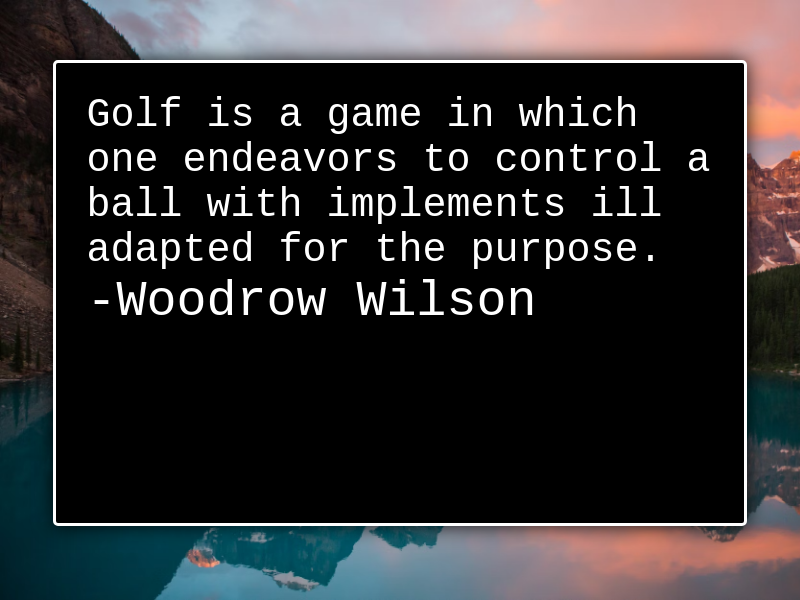 Golf is a game in which
one endeavors to control a
ball with implements ill
adapted for the purpose.
-Woodrow Wilson